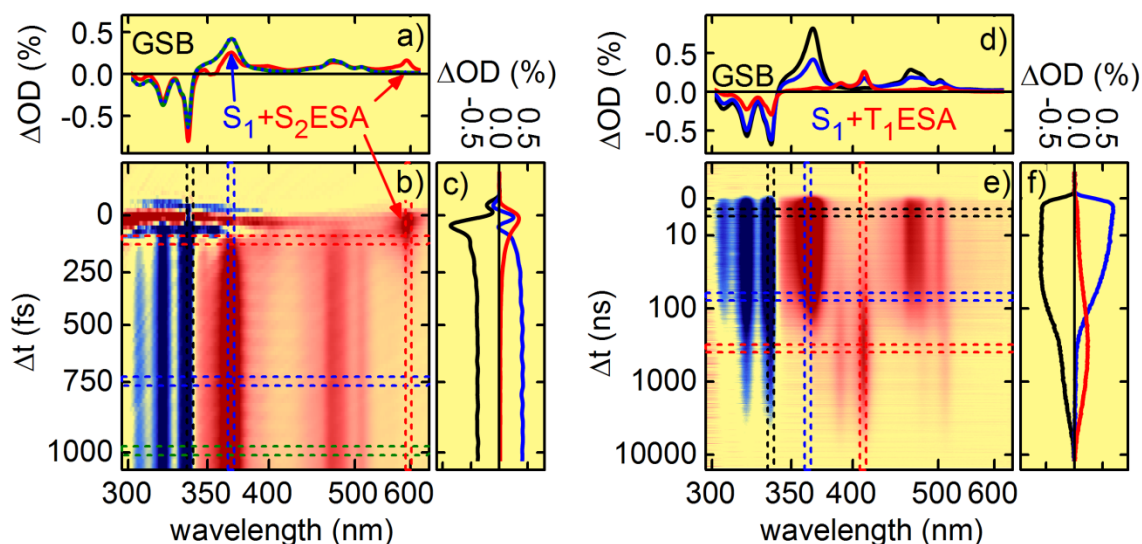 GSB a)
ΔOD (%)
0.5
0.0
-0.5
S₁+S₂ESA
ΔOD (%)
-0.5
0.0
0.5
b)
c)
Δt (fs)
0
250
500
750
1000
300 350 400 500 600
wavelength (nm)
GSB d)
ΔOD (%)
0.5
0.0
-0.5
S₁+T₁ESA
ΔOD (%)
-0.5
0.0
0.5
e)
f)
Δt (ns)
0
10
100
1000
10000
300 350 400 500 600
wavelength (nm)